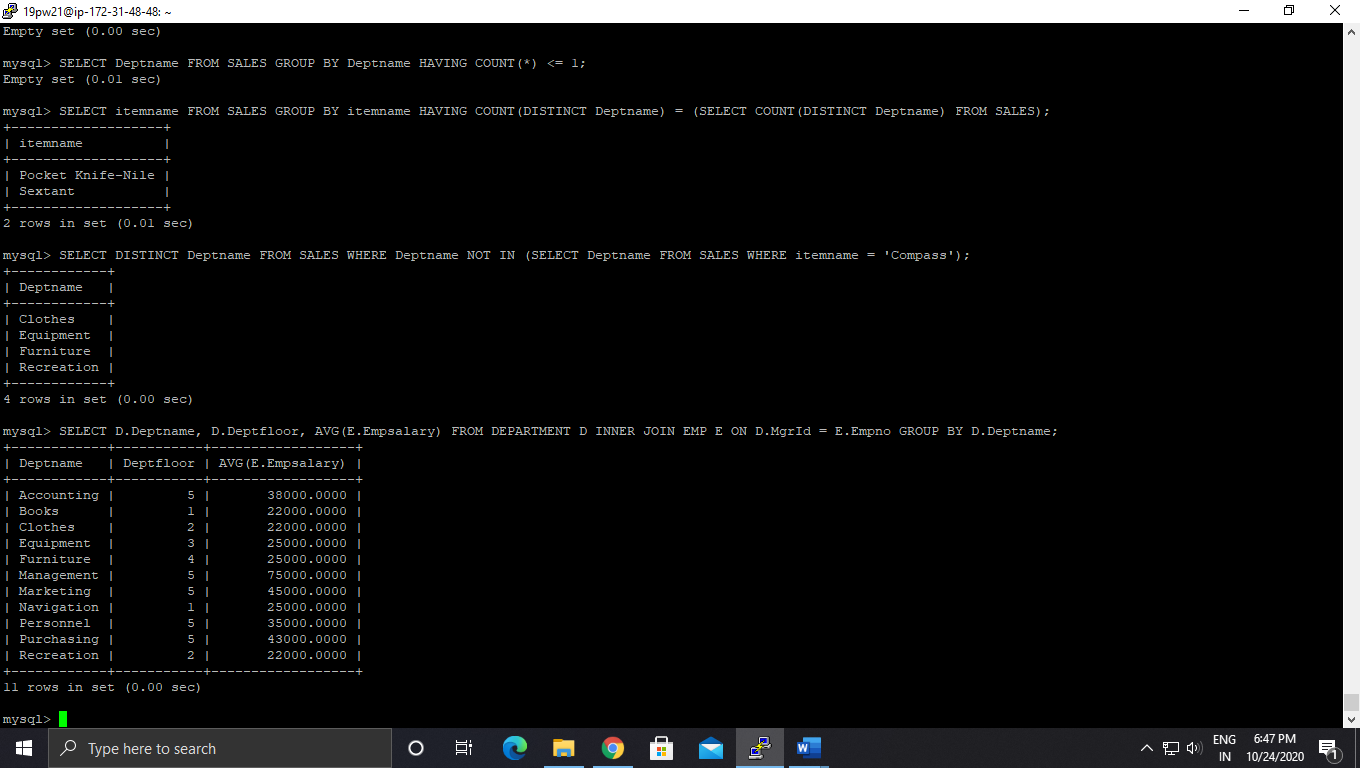 19pw21@ip-172-31-48-48: ~
Empty set (0.00 sec)
mysql> SELECT Deptname FROM SALES GROUP BY Deptname HAVING COUNT(*) <= 1;
Empty set (0.01 sec)
mysql> SELECT itemname FROM SALES GROUP BY itemname HAVING COUNT(DISTINCT Deptname) = (SELECT COUNT(DISTINCT Deptname) FROM SALES);
+-------------------+
| itemname          |
+-------------------+
| Pocket Knife-Nile |
| Sextant           |
+-------------------+
2 rows in set (0.01 sec)
mysql> SELECT DISTINCT Deptname FROM SALES WHERE Deptname NOT IN (SELECT Deptname FROM SALES WHERE itemname = 'Compass');
+------------+
| Deptname   |
+------------+
| Clothes    |
| Equipment  |
| Furniture  |
| Recreation |
+------------+
4 rows in set (0.00 sec)
mysql> SELECT D.Deptname, D.Deptfloor, AVG(E.Empsalary) FROM DEPARTMENT D INNER JOIN EMP E ON D.MgrId = E.Empno GROUP BY D.Deptname;
+------------+-----------+------------------+
| Deptname   | Deptfloor | AVG(E.Empsalary) |
+------------+-----------+------------------+
| Accounting |         5 |       38000.0000 |
| Books      |         1 |       22000.0000 |
| Clothes    |         2 |       22000.0000 |
| Equipment  |         3 |       25000.0000 |
| Furniture  |         4 |       25000.0000 |
| Management |         5 |       75000.0000 |
| Marketing  |         5 |       45000.0000 |
| Navigation |         1 |       25000.0000 |
| Personnel  |         5 |       35000.0000 |
| Purchasing |         5 |       43000.0000 |
| Recreation |         2 |       22000.0000 |
+------------+-----------+------------------+
11 rows in set (0.00 sec)
mysql>
Type here to search
ENG
IN
6:47 PM
10/24/2020
1